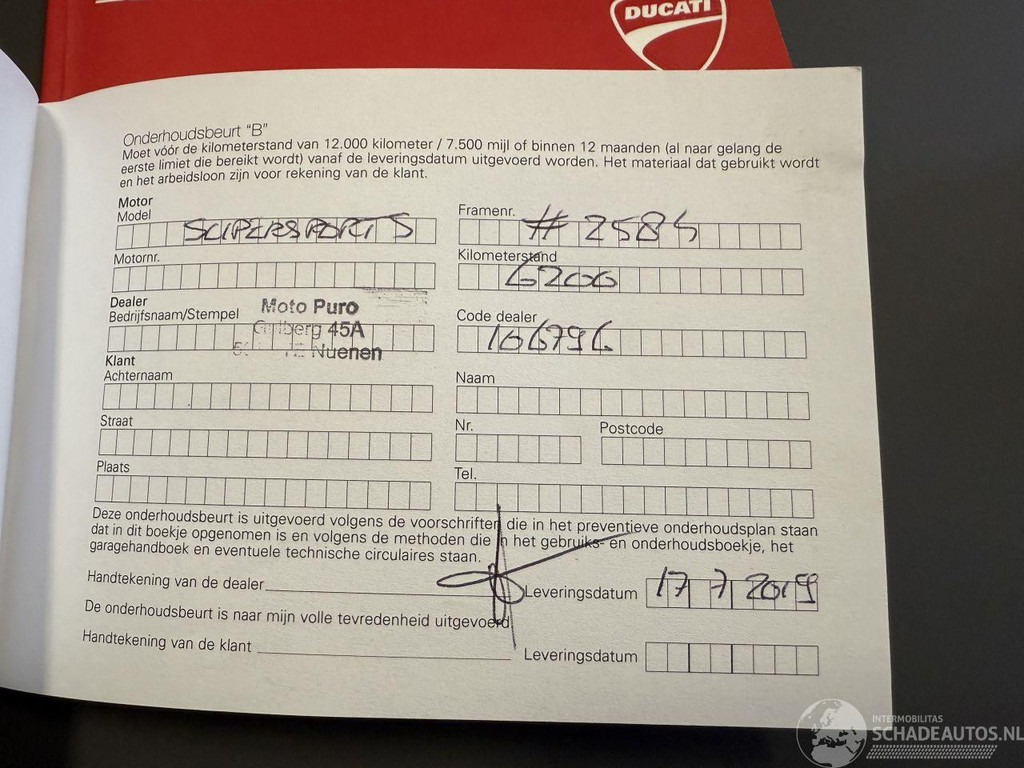 DUCATI
Onderhoudsbeurt "B"
Moet vóór de kilometerstand van 12.000 kilometer / 7.500 mijl of binnen 12 maanden (al naar gelang de
eerste limiet die bereikt wordt) vanaf de leveringsdatum uitgevoerd worden. Het materiaal dat gebruikt wordt
en het arbeidsloon zijn voor rekening van de klant.
Motor
Model SUPERSPORT S
Framenr. # 2584
Motornr.
Kilometerstand 6200
Dealer
Bedrijfsnaam/Stempel
Moto Puro
45A
Nuenen
Code dealer 166796
Klant
Achternaam
Naam
Straat
Nr.
Postcode
Plaats
Tel.
Deze onderhoudsbeurt is uitgevoerd volgens de voorschriften die in het preventieve onderhoudsplan staan
dat in dit boekje opgenomen is en volgens de methoden die in het gebruiks- en onderhoudsboekje, het
garagehandboek en eventuele technische circulaires staan.
Handtekening van de dealer
Leveringsdatum 17 7 2019
De onderhoudsbeurt is naar mijn volle tevredenheid uitgevoerd
Handtekening van de klant
Leveringsdatum
INTERMOBILITAS
SCHADEAUTOS.NL